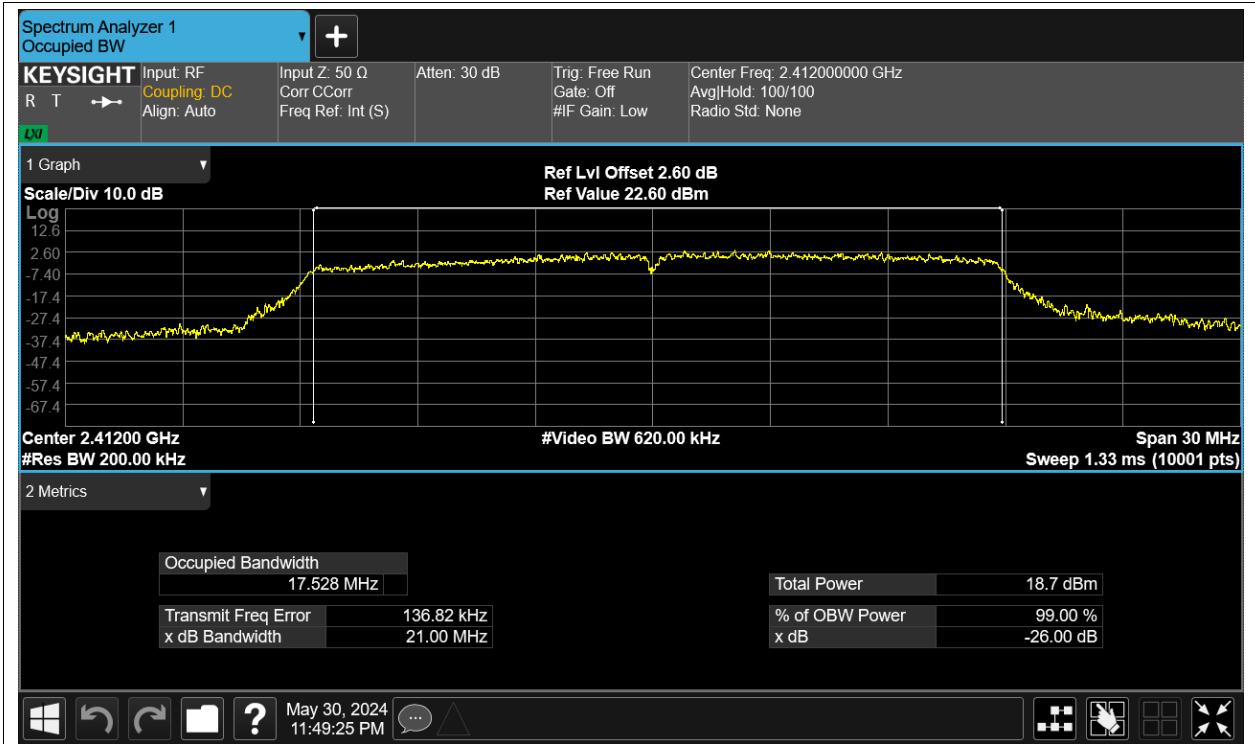 Spectrum Analyzer 1
Occupied BW
KEYSIGHT
R T
LXI
Input: RF
Coupling: DC
Align: Auto
Input Z: 50 Ω
Corr CCorr
Freq Ref: Int (S)
Atten: 30 dB
Trig: Free Run
Gate: Off
#IF Gain: Low
Center Freq: 2.412000000 GHz
Avg|Hold: 100/100
Radio Std: None
1 Graph
Scale/Div 10.0 dB
Ref Lvl Offset 2.60 dB
Ref Value 22.60 dBm
Log
12.6
2.60
-7.40
-17.4
-27.4
-37.4
-47.4
-57.4
-67.4
Center 2.41200 GHz
#Video BW 620.00 kHz
Span 30 MHz
#Res BW 200.00 kHz
Sweep 1.33 ms (10001 pts)
2 Metrics
Occupied Bandwidth
17.528 MHz
Transmit Freq Error 136.82 kHz
x dB Bandwidth 21.00 MHz
Total Power 18.7 dBm
% of OBW Power 99.00 %
x dB -26.00 dB
?
May 30, 2024
11:49:25 PM